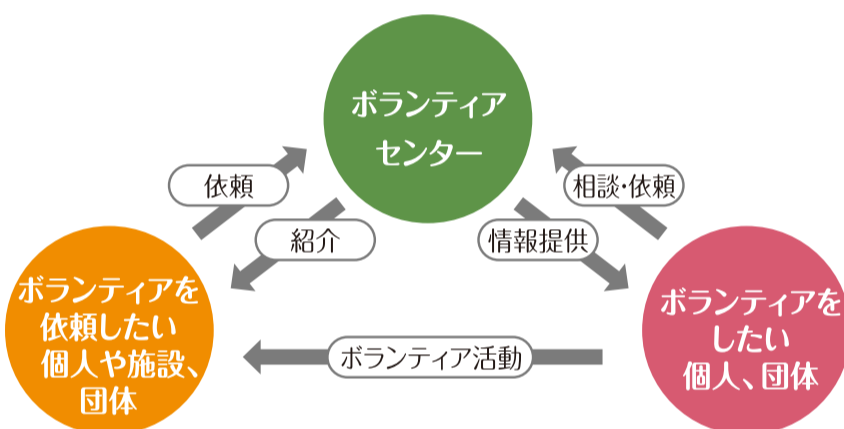 ボランティア
センター
依頼
相談・依頼
紹介
情報提供
ボランティアを
依頼したい
個人や施設、
団体
ボランティア活動
ボランティアを
したい
個人、団体